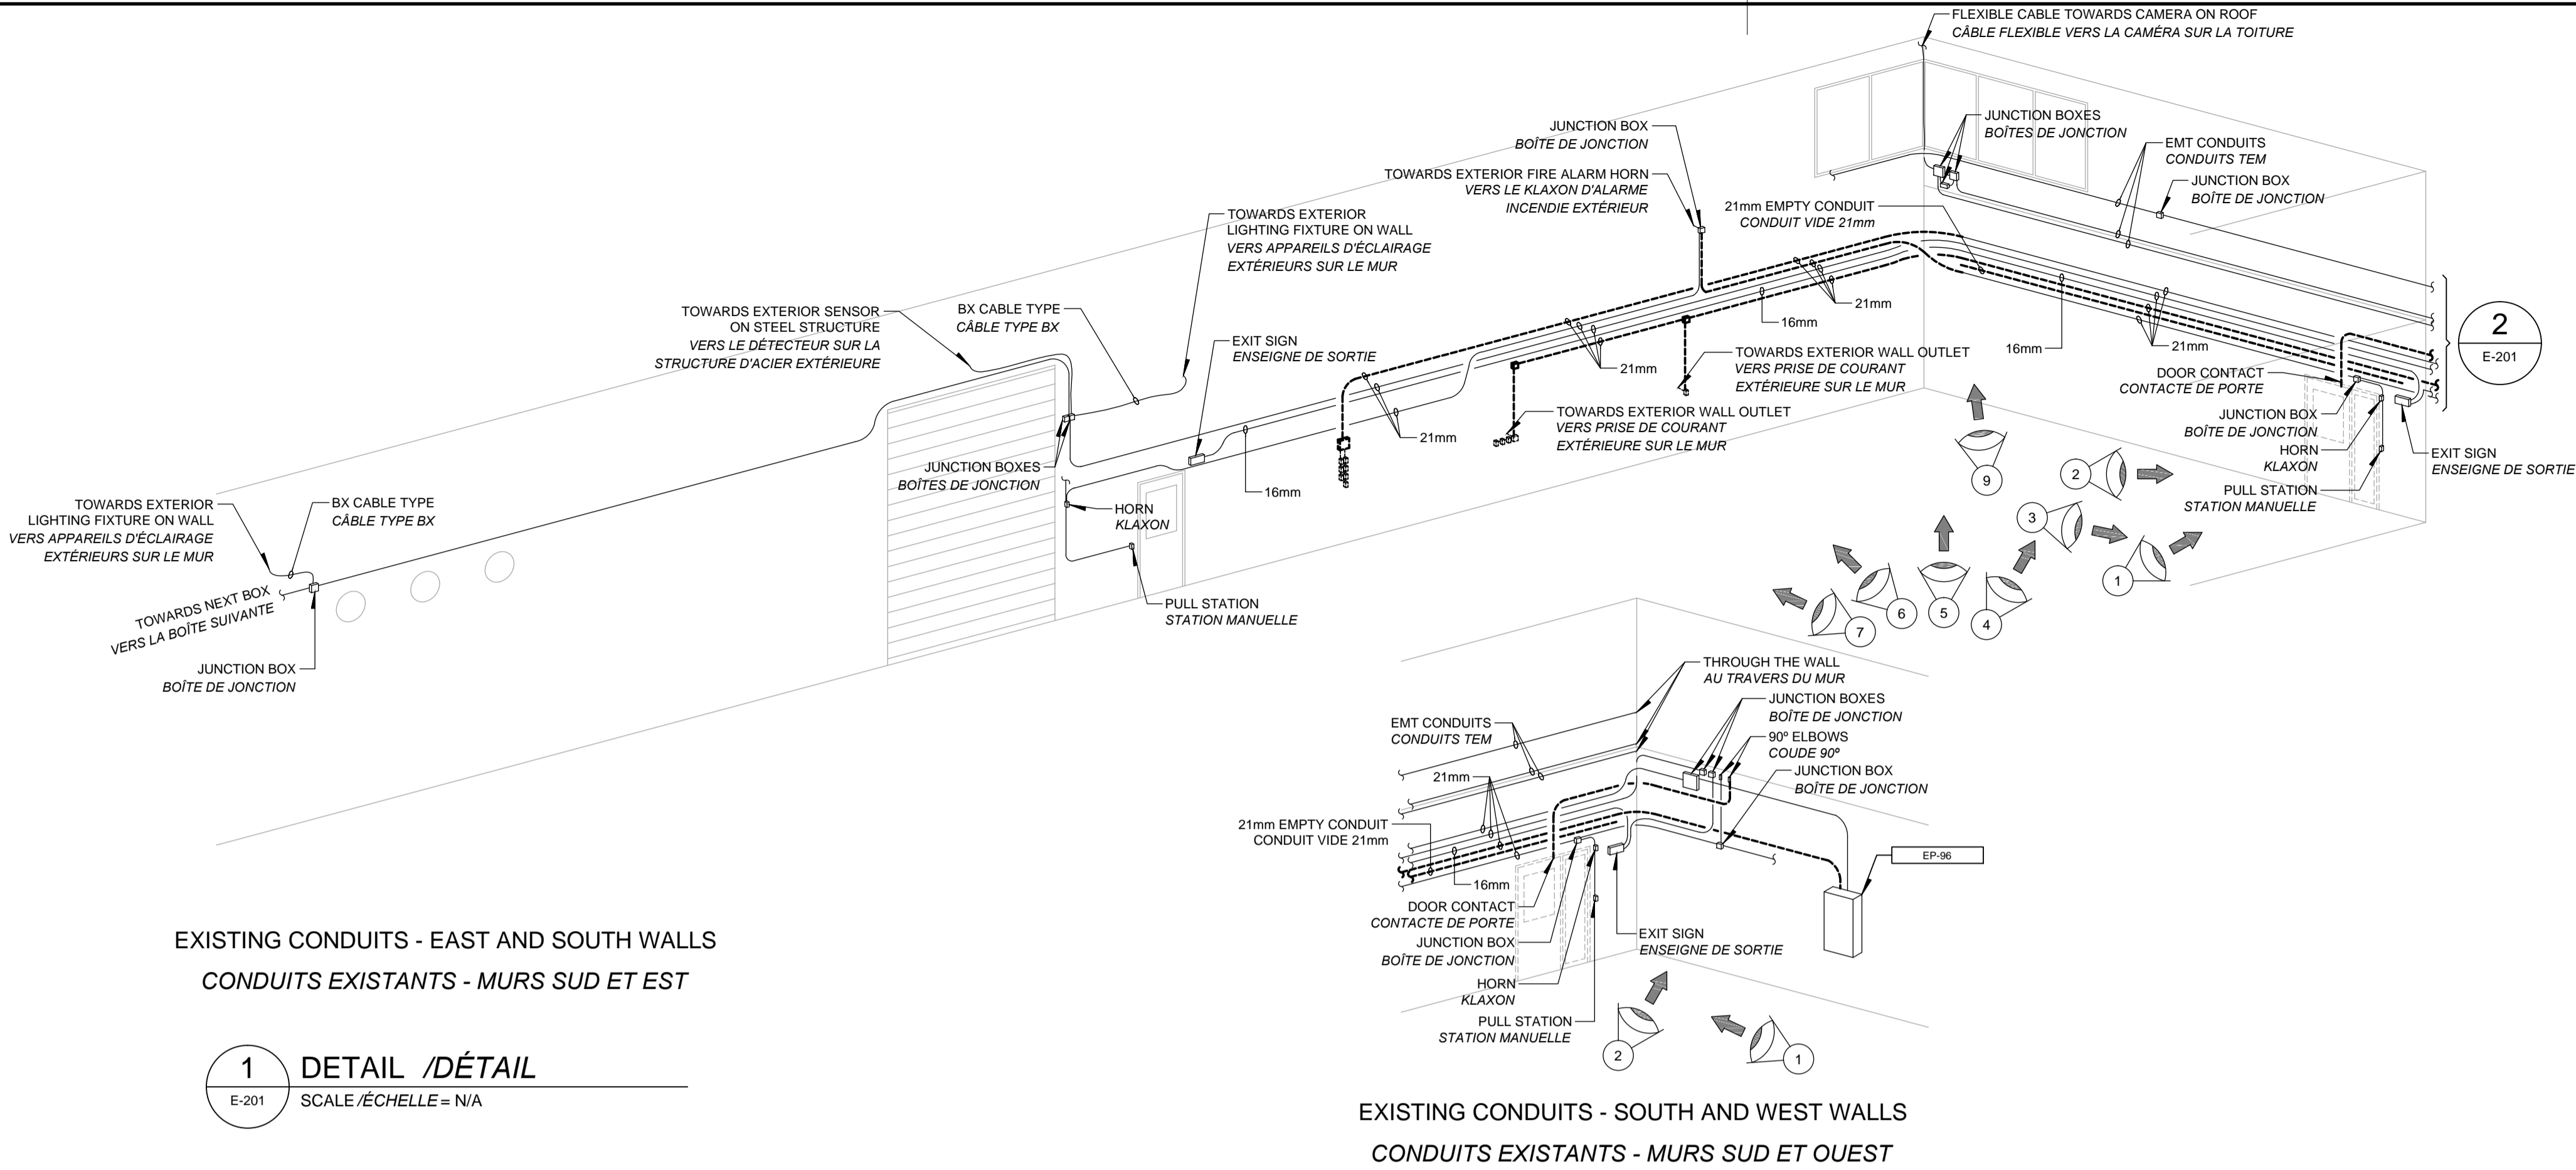 FLEXIBLE CABLE TOWARDS CAMERA ON ROOF
CÂBLE FLEXIBLE VERS LA CAMÉRA SUR LA TOITURE
JUNCTION BOXES
BOÎTES DE JONCTION
EMT CONDUITS
CONDUITS TEM
JUNCTION BOX
BOÎTE DE JONCTION
JUNCTION BOX
BOÎTE DE JONCTION
TOWARDS EXTERIOR FIRE ALARM HORN
VERS LE KLAXON D'ALARME
INCENDIE EXTÉRIEUR
21mm EMPTY CONDUIT
CONDUIT VIDE 21mm
TOWARDS EXTERIOR
LIGHTING FIXTURE ON WALL
VERS APPAREILS D'ÉCLAIRAGE
EXTÉRIEURS SUR LE MUR
TOWARDS EXTERIOR SENSOR
ON STEEL STRUCTURE
VERS LE DÉTECTEUR SUR LA
STRUCTURE D'ACIER EXTÉRIEURE
BX CABLE TYPE
CÂBLE TYPE BX
EXIT SIGN
ENSEIGNE DE SORTIE
21mm
16mm
21mm
TOWARDS EXTERIOR WALL OUTLET
VERS PRISE DE COURANT
EXTÉRIEURE SUR LE MUR
TOWARDS EXTERIOR WALL OUTLET
VERS PRISE DE COURANT
EXTÉRIEURE SUR LE MUR
21mm
16mm
16mm
21mm
2
E-201
DOOR CONTACT
CONTACTE DE PORTE
JUNCTION BOX
BOÎTE DE JONCTION
HORN
KLAXON
PULL STATION
STATION MANUELLE
EXIT SIGN
ENSEIGNE DE SORTIE
JUNCTION BOXES
BOÎTES DE JONCTION
HORN
KLAXON
PULL STATION
STATION MANUELLE
TOWARDS EXTERIOR
LIGHTING FIXTURE ON WALL
VERS APPAREILS D'ÉCLAIRAGE
EXTÉRIEURS SUR LE MUR
BX CABLE TYPE
CÂBLE TYPE BX
TOWARDS NEXT BOX
VERS LA BOÎTE SUIVANTE
JUNCTION BOX
BOÎTE DE JONCTION
9
2
3
1
4
5
6
7
THROUGH THE WALL
AU TRAVERS DU MUR
JUNCTION BOXES
BOÎTE DE JONCTION
90º ELBOWS
COUDE 90º
JUNCTION BOX
BOÎTE DE JONCTION
EMT CONDUITS
CONDUITS TEM
21mm
21mm EMPTY CONDUIT
CONDUIT VIDE 21mm
16mm
EP-96
DOOR CONTACT
CONTACTE DE PORTE
JUNCTION BOX
BOÎTE DE JONCTION
HORN
KLAXON
PULL STATION
STATION MANUELLE
EXIT SIGN
ENSEIGNE DE SORTIE
2
1
EXISTING CONDUITS - EAST AND SOUTH WALLS
CONDUITS EXISTANTS - MURS SUD ET EST
1
E-201
DETAIL /DÉTAIL
SCALE/ÉCHELLE= N/A
EXISTING CONDUITS - SOUTH AND WEST WALLS
CONDUITS EXISTANTS - MURS SUD ET OUEST